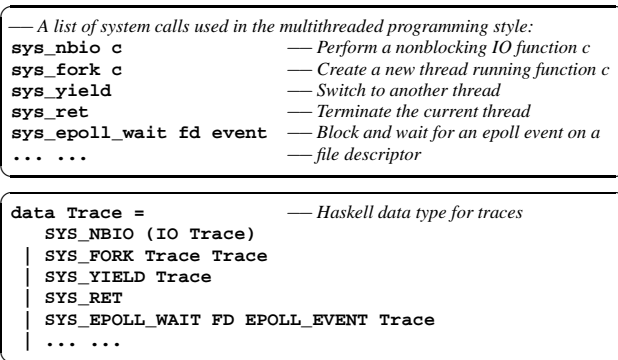 —— A list of system calls used in the multithreaded programming style:
sys_nbio c —— Perform a nonblocking IO function c
sys_fork c —— Create a new thread running function c
sys_yield —— Switch to another thread
sys_ret —— Terminate the current thread
sys_epoll_wait fd event —— Block and wait for an epoll event on a
... ... —— file descriptor
data Trace = —— Haskell data type for traces
SYS_NBIO (IO Trace)
| SYS_FORK Trace Trace
| SYS_YIELD Trace
| SYS_RET
| SYS_EPOLL_WAIT FD EPOLL_EVENT Trace
| ... ...